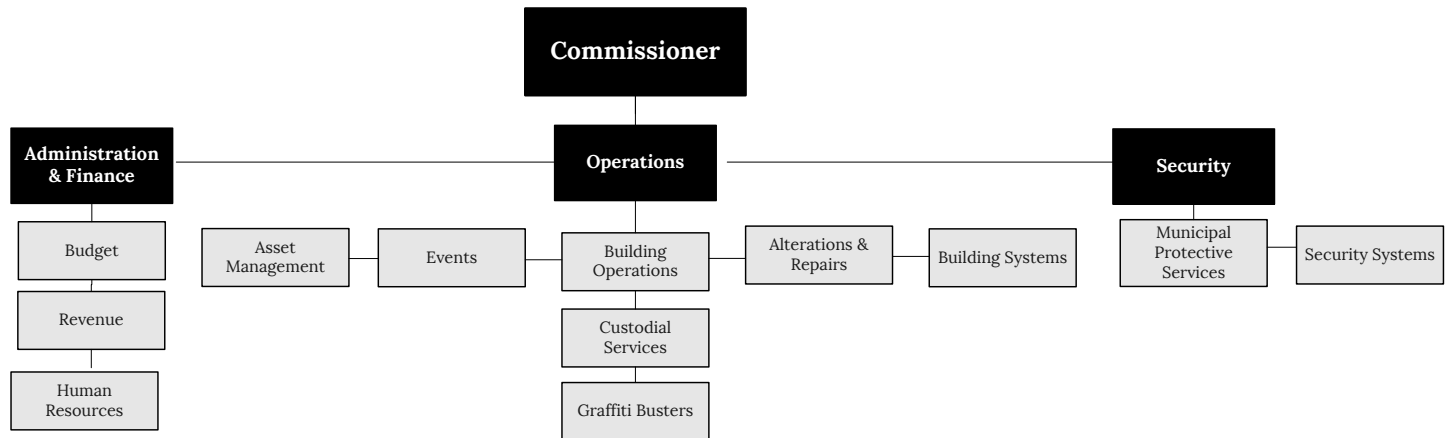 Commissioner
Administration
& Finance
Operations
Security
Budget
Revenue
Human
Resources
Asset
Management
Events
Building
Operations
Alterations &
Repairs
Building Systems
Custodial
Services
Graffiti Busters
Municipal
Protective
Services
Security Systems